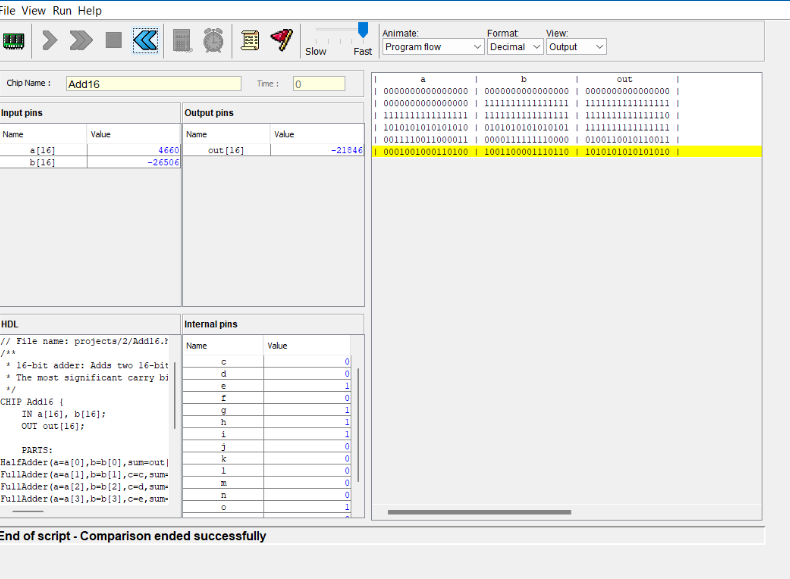 File View Run Help
Slow Fast
Animate: Format: View:
Program flow Decimal Output
Chip Name : Add16 Time : 0
Input pins
Name Value
a[16] 4660
b[16] -26506
Output pins
Name Value
out[16] -21846
| a | b | out |
| 0000000000000000 | 0000000000000000 | 0000000000000000 |
| 0000000000000000 | 1111111111111111 | 1111111111111111 |
| 1111111111111111 | 1111111111111111 | 1111111111111110 |
| 1010101010101010 | 0101010101010101 | 1111111111111111 |
| 0011110011000011 | 0000111111110000 | 0100110010110011 |
| 0001001000110100 | 1001100001110110 | 1010101010101010 |
HDL
// File name: projects/2/Add16.h
/**
* 16-bit adder: Adds two 16-bit
* The most significant carry bi
*/
CHIP Add16 {
IN a[16], b[16];
OUT out[16];
PARTS:
HalfAdder(a=a[0],b=b[0],sum=out[
FullAdder(a=a[1],b=b[1],c=c,sum=
FullAdder(a=a[2],b=b[2],c=d,sum=
FullAdder(a=a[3],b=b[3],c=e,sum=
Internal pins
Name Value
c 0
d 0
e 1
f 0
g 1
h 1
i 1
j 0
k 0
l 0
m 0
n 0
o 1
End of script - Comparison ended successfully